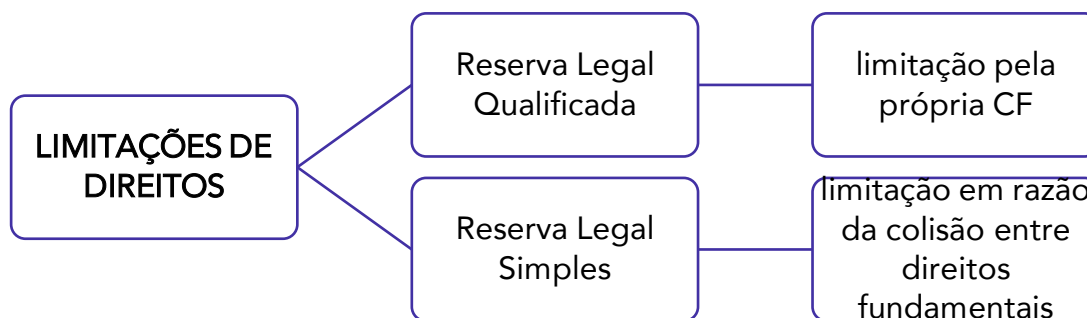 LIMITAÇÕES DE
DIREITOS
Reserva Legal
Qualificada
limitação pela
própria CF
Reserva Legal
Simples
limitação em razão
da colisão entre
direitos
fundamentais